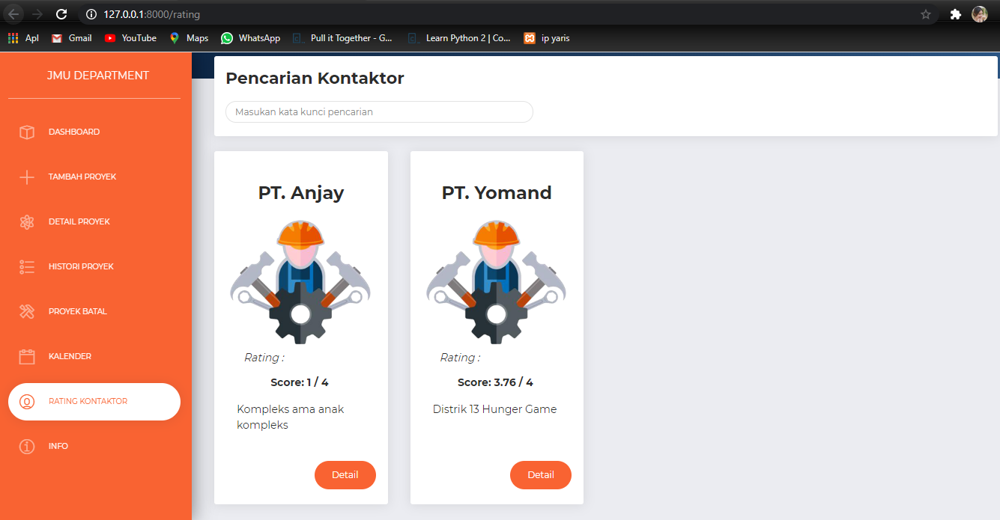 127.0.0.1:8000/rating
Apl
Gmail
YouTube
Maps
WhatsApp
Pull it Together - G...
Learn Python 2 | Co...
ip yaris
JMU DEPARTMENT
DASHBOARD
TAMBAH PROYEK
DETAIL PROYEK
HISTORI PROYEK
PROYEK BATAL
KALENDER
RATING KONTAKTOR
INFO
Pencarian Kontaktor
Masukan kata kunci pencarian
PT. Anjay
Rating :
Score: 1 / 4
Kompleks ama anak
kompleks
Detail
PT. Yomand
Rating :
Score: 3.76 / 4
Distrik 13 Hunger Game
Detail